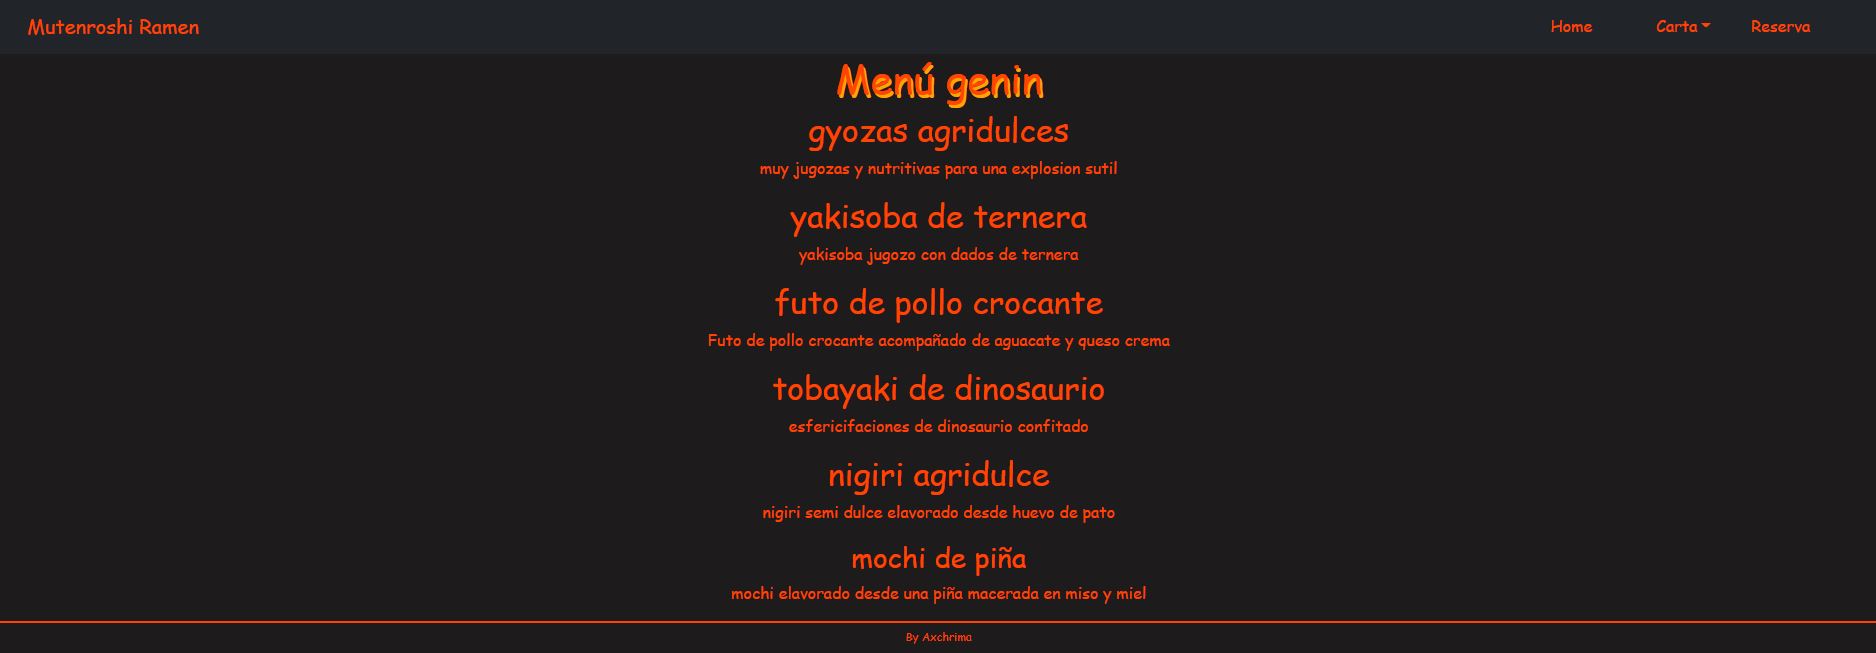 Mutenroshi Ramen
Home
Carta
Reserva
Menú genin
gyozas agridulces
muy jugozas y nutritivas para una explosion sutil
yakisoba de ternera
yakisoba jugozo con dados de ternera
futo de pollo crocante
Futo de pollo crocante acompañado de aguacate y queso crema
tobayaki de dinosaurio
esfericifaciones de dinosaurio confitado
nigiri agridulce
nigiri semi dulce elavorado desde huevo de pato
mochi de piña
mochi elavorado desde una piña macerada en miso y miel
By Axchrima